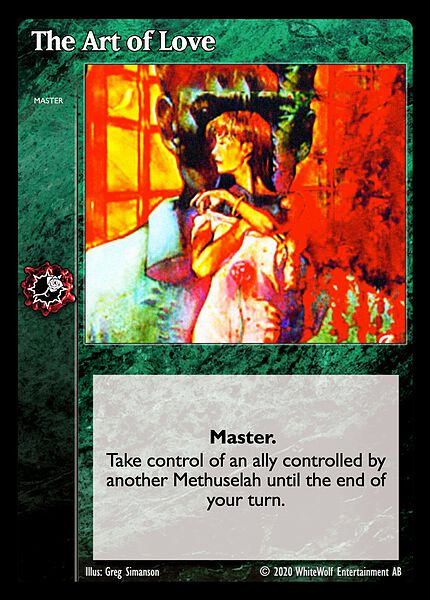 The Art of Love
MASTER
Master.
Take control of an ally controlled by
another Methuselah until the end of
your turn.
Illus: Greg Simanson
© 2020 WhiteWolf Entertainment AB